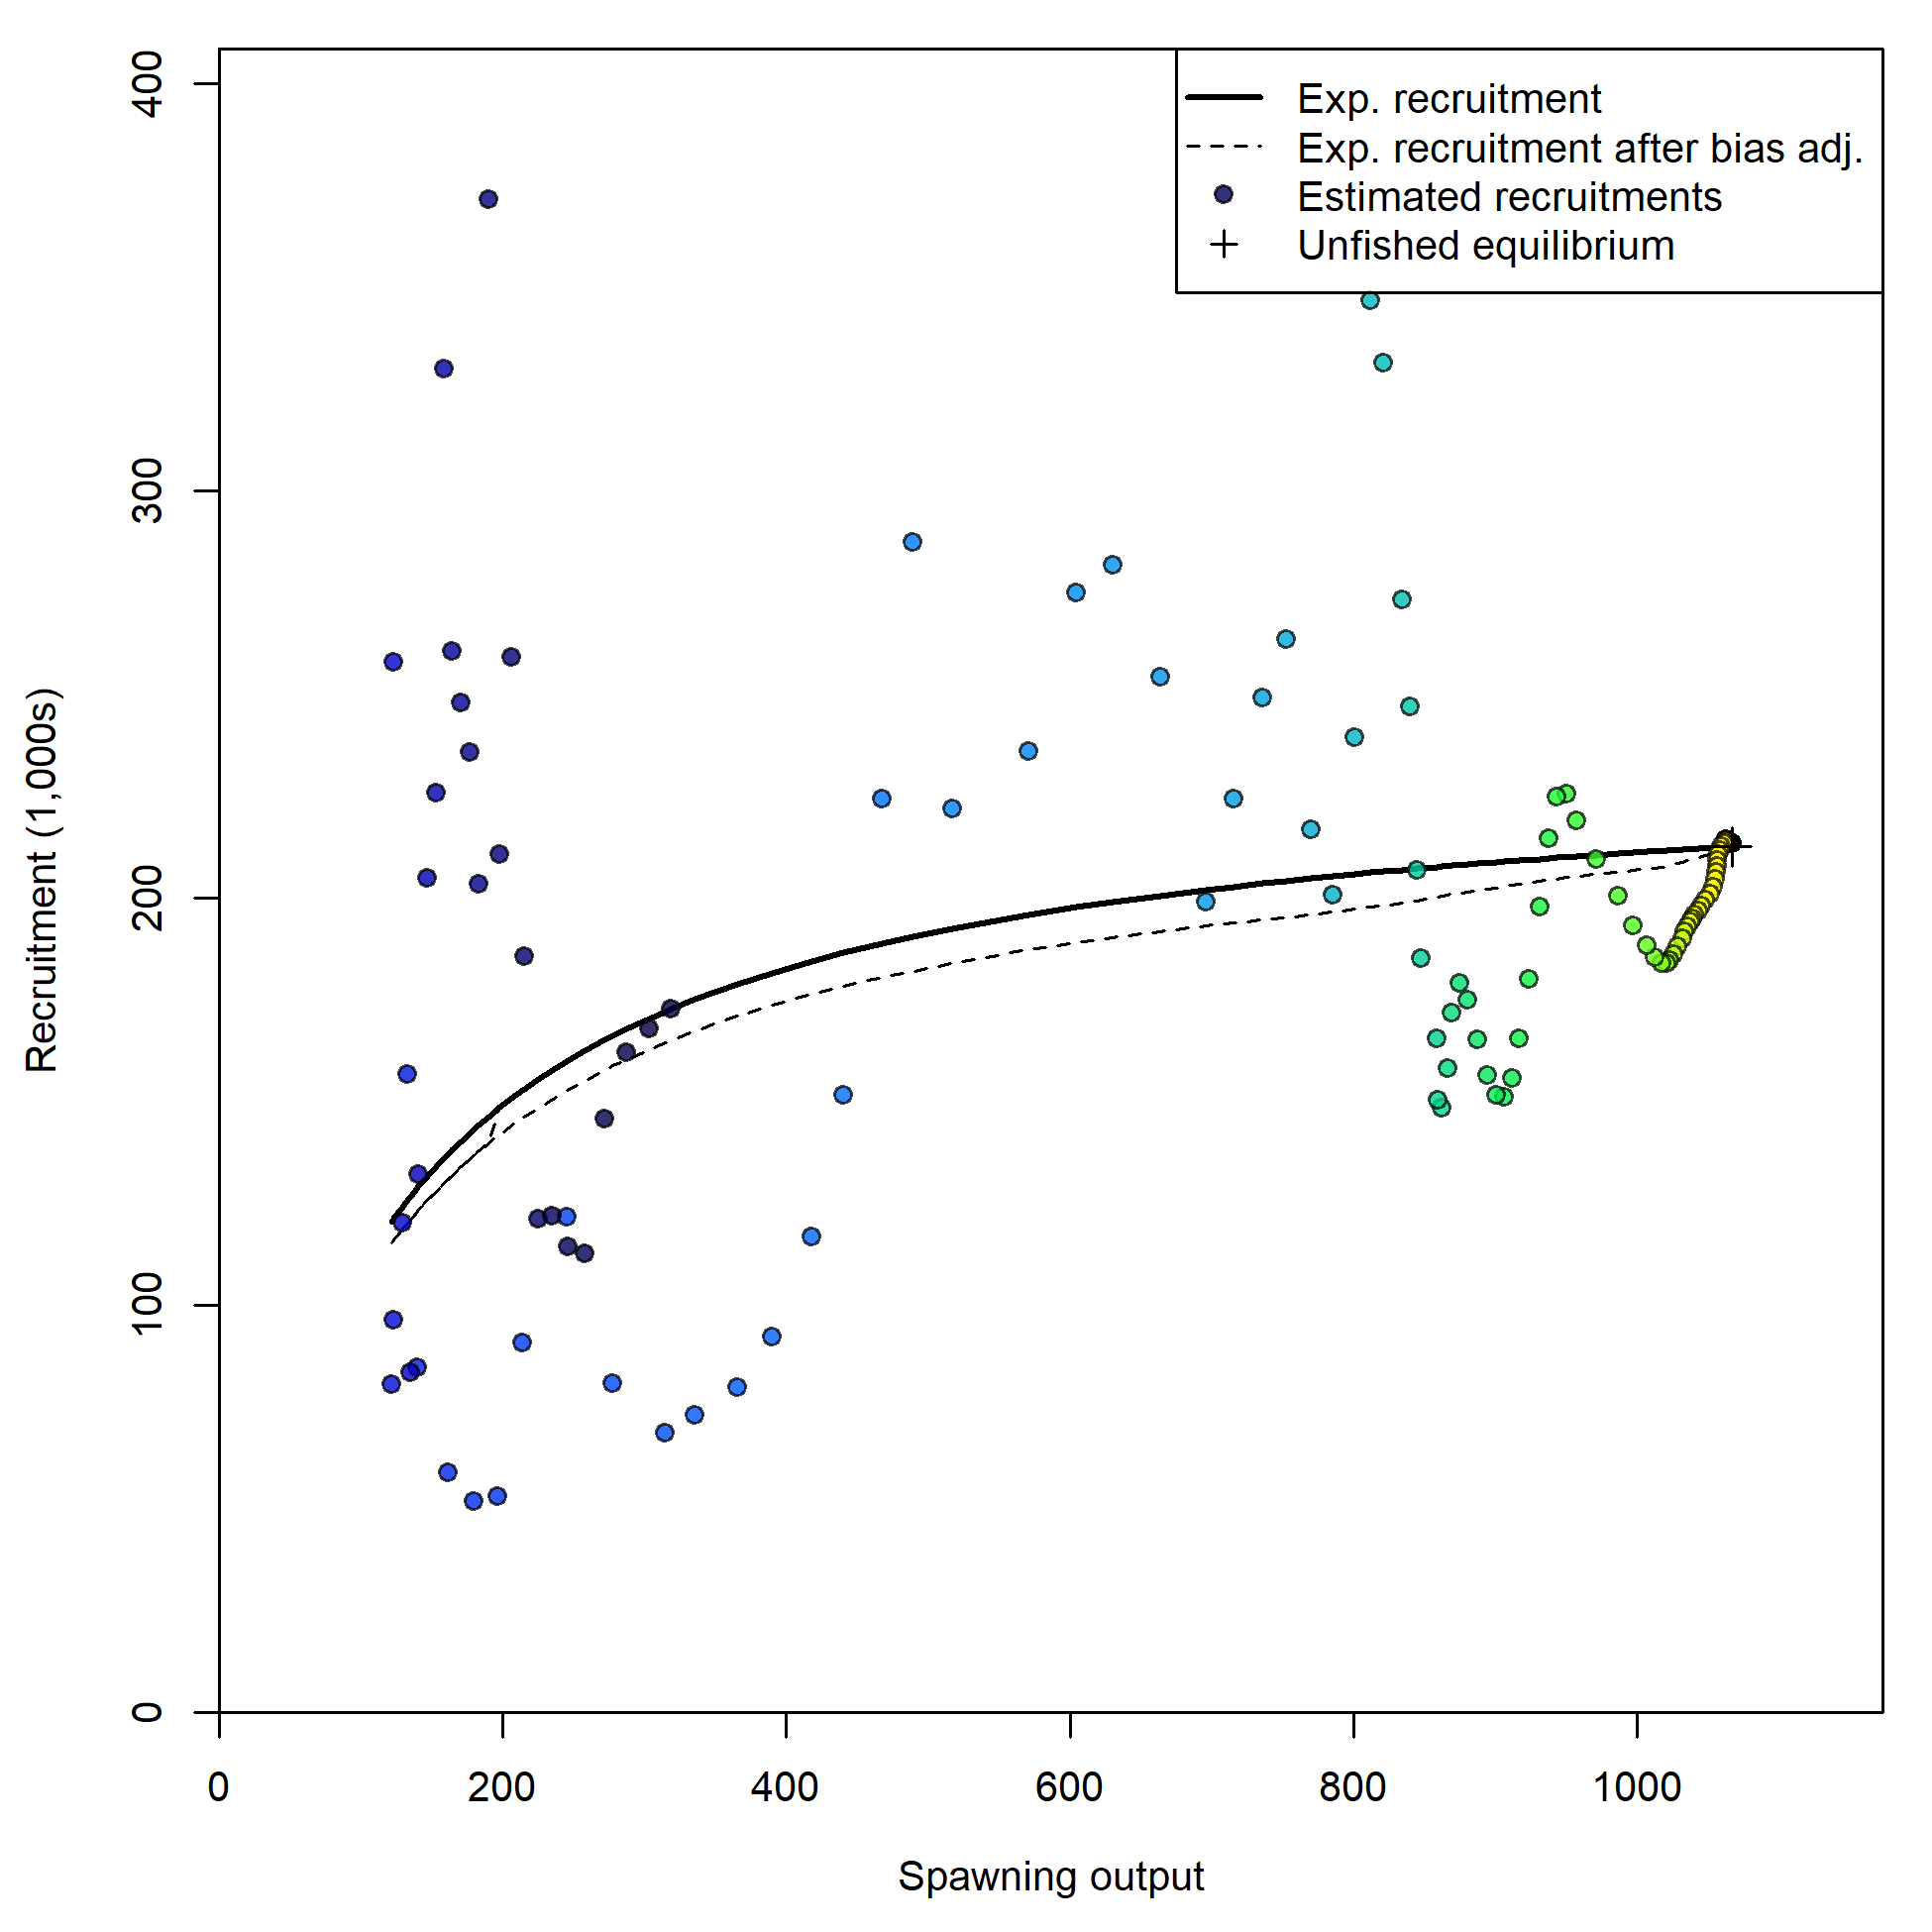 Exp. recruitment
Exp. recruitment after bias adj.
Estimated recruitments
Unfished equilibrium
400
300
200
100
0
Recruitment (1,000s)
0 200 400 600 800 1000
Spawning output